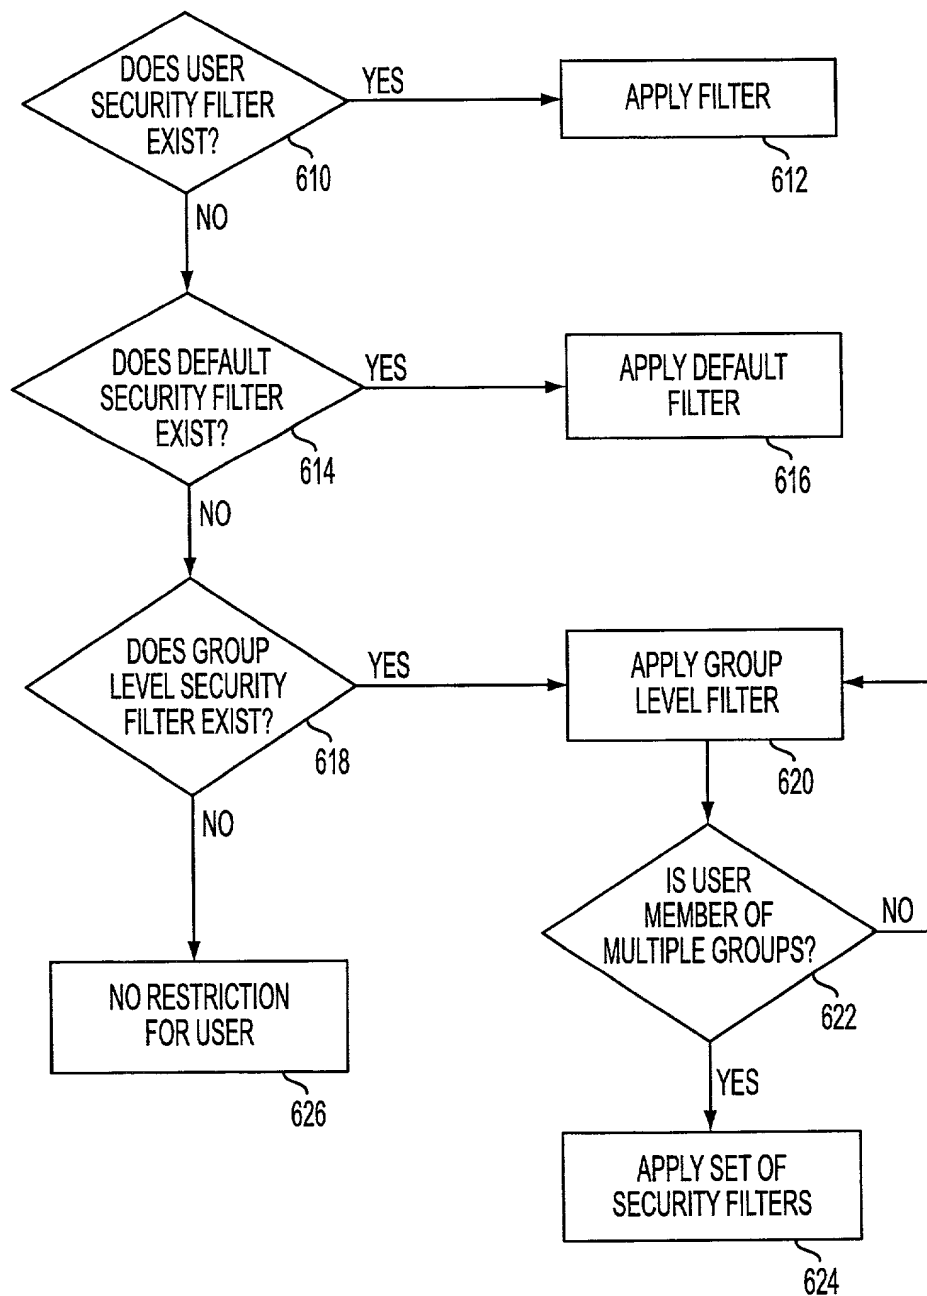 DOES USER
SECURITY FILTER
EXIST?
610
YES
APPLY FILTER
612
NO
DOES DEFAULT
SECURITY FILTER
EXIST?
614
YES
APPLY DEFAULT
FILTER
616
NO
DOES GROUP
LEVEL SECURITY
FILTER EXIST?
618
YES
APPLY GROUP
LEVEL FILTER
620
NO
IS USER
MEMBER OF
MULTIPLE GROUPS?
622
NO
NO RESTRICTION
FOR USER
626
YES
APPLY SET OF
SECURITY FILTERS
624